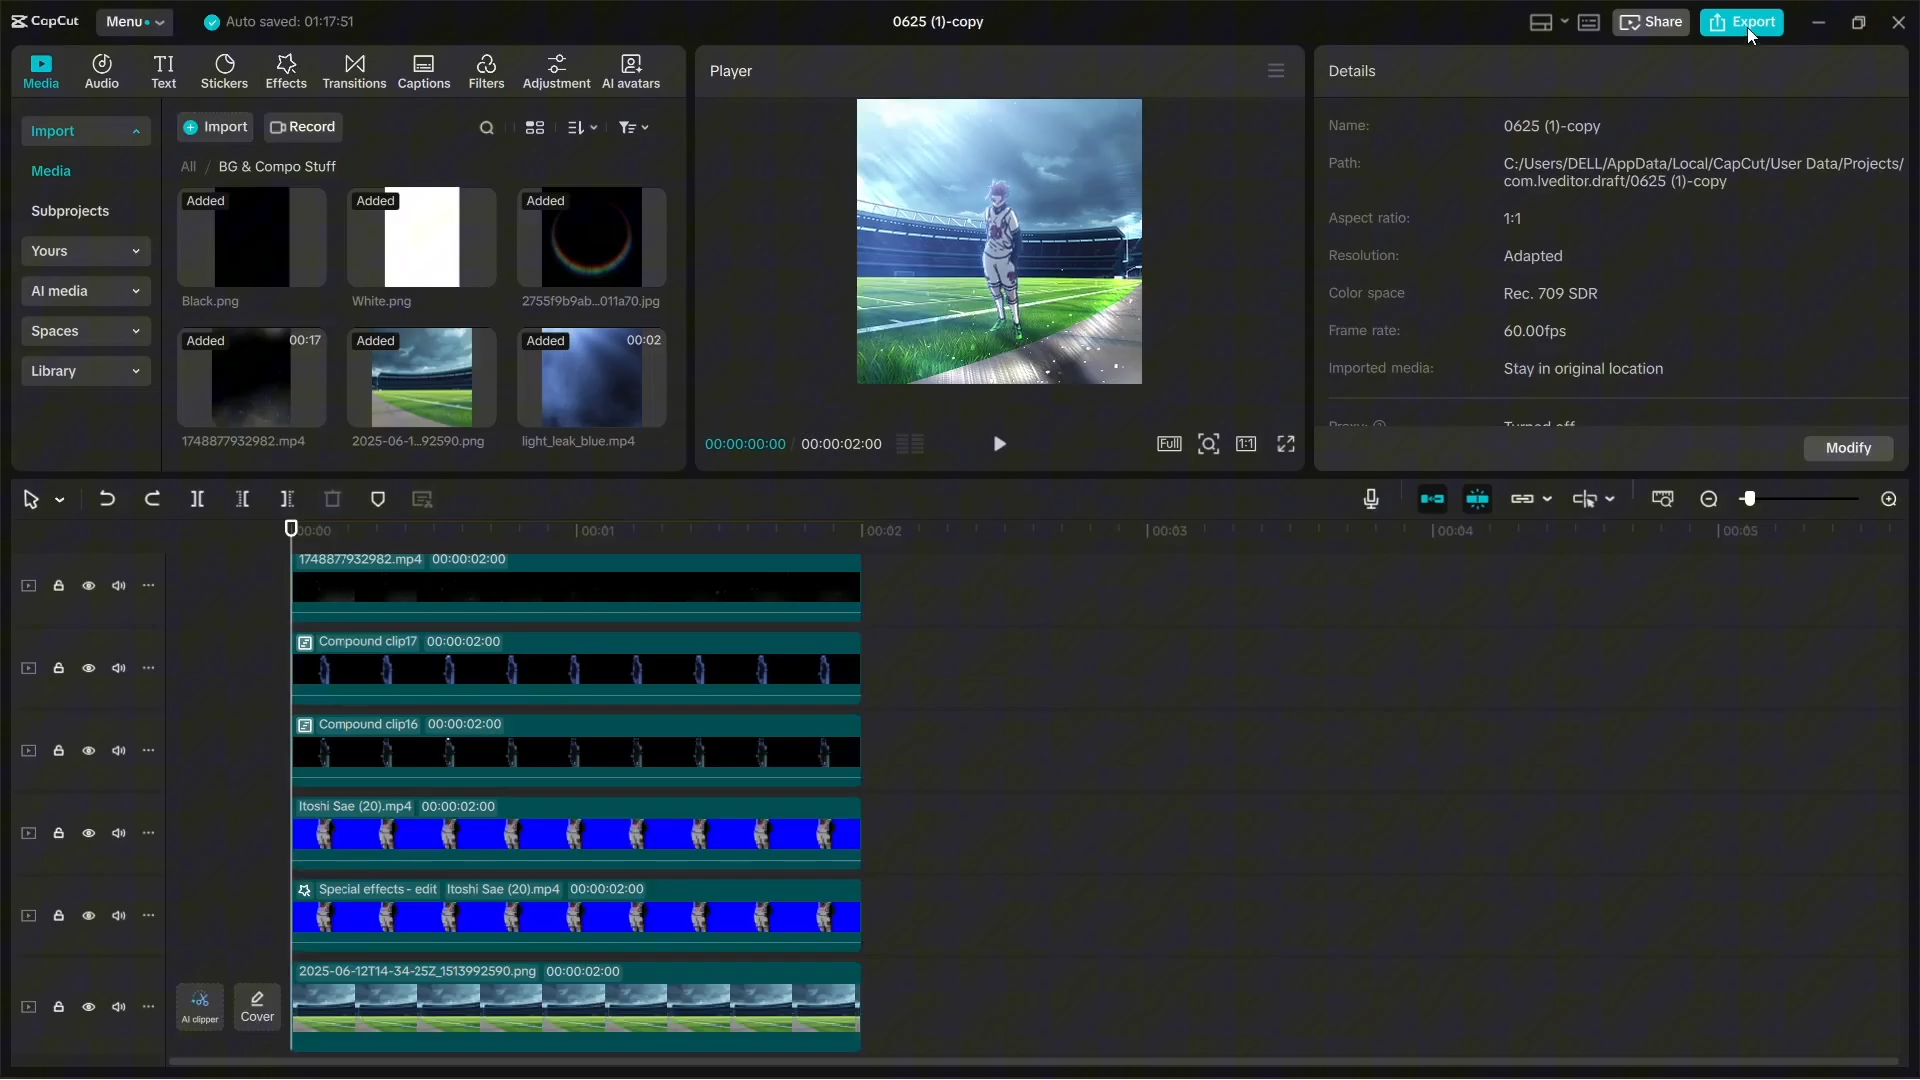 CapCut
Menu
Auto saved: 01:17:51
0625 (1)-copy
Share
Export
Media
Audio
Text
Stickers
Effects
Transitions
Captions
Filters
Adjustment
AI avatars
Import
Media
Subprojects
Yours
AI media
Spaces
Library
Import
Record
All / BG & Compo Stuff
Added
Added
Added
Black.png
White.png
2755f9b9ab...011a70.jpg
Added 00:17
Added
Added 00:02
1748877932982.mp4
2025-06-1...92590.png
light_leak_blue.mp4
Player
00:00:00:00 / 00:00:02:00
Full
1:1
Details
Name: 0625 (1)-copy
Path: C:/Users/DELL/AppData/Local/CapCut/User Data/Projects/
com.lveditor.draft/0625 (1)-copy
Aspect ratio: 1:1
Resolution: Adapted
Color space Rec. 709 SDR
Frame rate: 60.00fps
Imported media: Stay in original location
Proxy: Turned off
Modify
00:00 00:01 00:02 00:03 00:04 00:05
1748877932982.mp4 00:00:02:00
Compound clip17 00:00:02:00
Compound clip16 00:00:02:00
Itoshi Sae (20).mp4 00:00:02:00
Special effects - edit Itoshi Sae (20).mp4 00:00:02:00
2025-06-12T14-34-25Z_1513992590.png 00:00:02:00
AI clipper
Cover